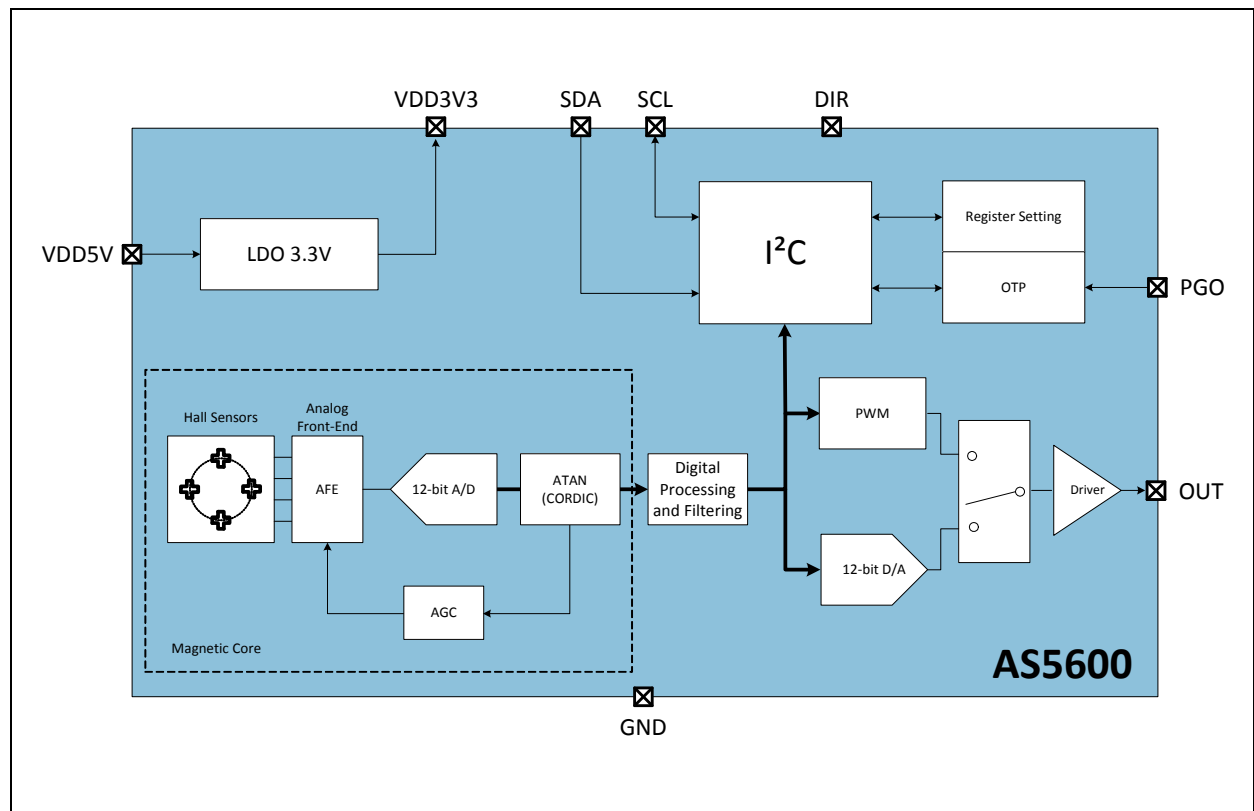 VDD3V3
SDA
SCL
DIR
VDD5V
LDO 3.3V
I²C
Register Setting
OTP
PGO
Hall Sensors
Analog
Front-End
AFE
12-bit A/D
ATAN
(CORDIC)
Digital
Processing
and Filtering
PWM
12-bit D/A
Driver
OUT
AGC
Magnetic Core
AS5600
GND